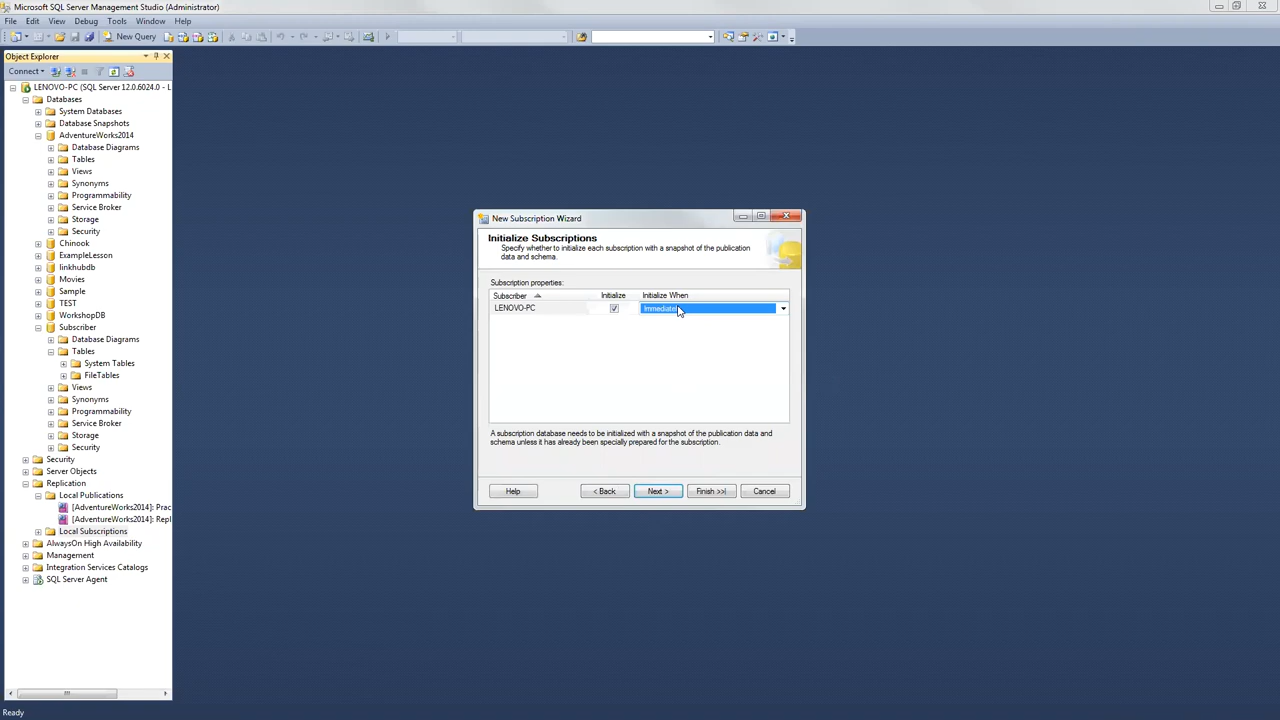 Microsoft SQL Server Management Studio (Administrator)
File Edit View Debug Tools Window Help
New Query
Object Explorer
Connect
LENOVO-PC (SQL Server 12.0.6024.0 - L
Databases
System Databases
Database Snapshots
AdventureWorks2014
Database Diagrams
Tables
Views
Synonyms
Programmability
Service Broker
Storage
Security
Chinook
ExampleLesson
linkhubdb
Movies
Sample
TEST
WorkshopDB
Subscriber
Database Diagrams
Tables
System Tables
FileTables
Views
Synonyms
Programmability
Service Broker
Storage
Security
Security
Server Objects
Replication
Local Publications
[AdventureWorks2014]: Prac
[AdventureWorks2014]: Repl
Local Subscriptions
AlwaysOn High Availability
Management
Integration Services Catalogs
SQL Server Agent
New Subscription Wizard
Initialize Subscriptions
Specify whether to initialize each subscription with a snapshot of the publication
data and schema.
Subscription properties:
Subscriber Initialize Initialize When
LENOVO-PC Immediately
A subscription database needs to be initialized with a snapshot of the publication data and
schema unless it has already been specially prepared for the subscription.
Help < Back Next > Finish >>| Cancel
Ready